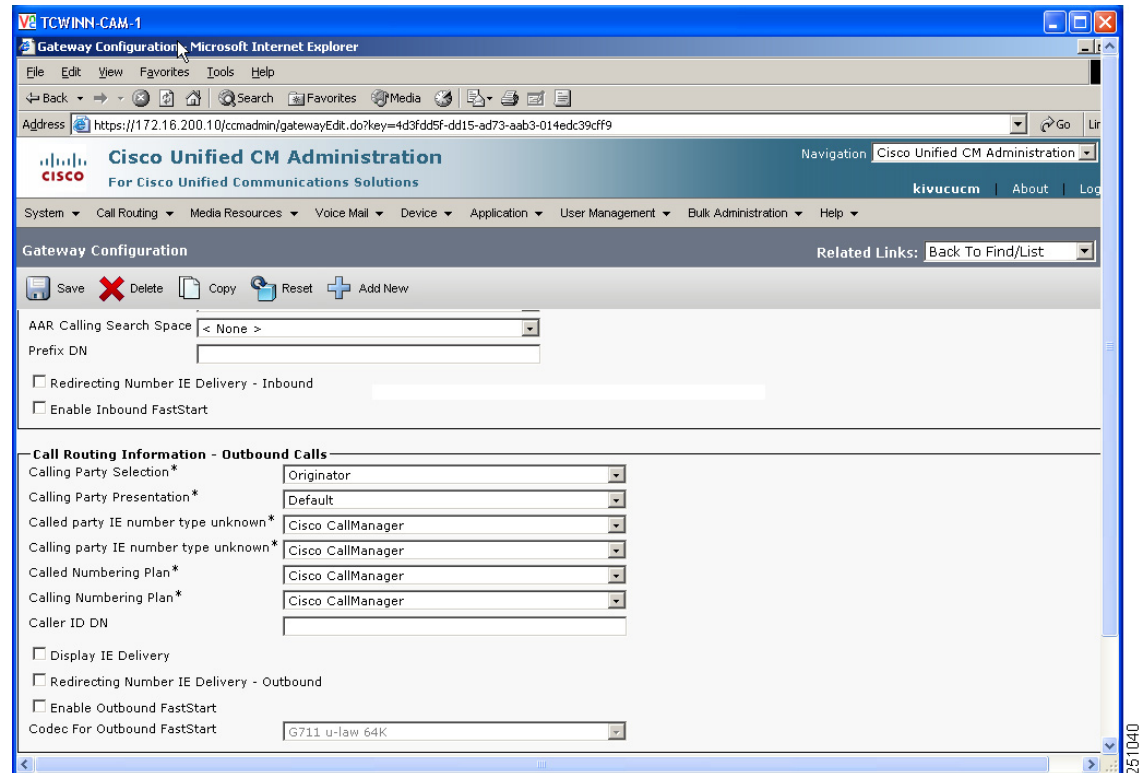 TCWINN-CAM-1
Gateway Configuration - Microsoft Internet Explorer
File Edit View Favorites Tools Help
Back Search Favorites Media
Address https://172.16.200.10/ccmadmin/gatewayEdit.do?key=4d3fdd5f-dd15-ad73-aab3-014edc39cff9 Go Lin
cisco Cisco Unified CM Administration Navigation Cisco Unified CM Administration
For Cisco Unified Communications Solutions kivucucm | About | Log
System Call Routing Media Resources Voice Mail Device Application User Management Bulk Administration Help
Gateway Configuration Related Links: Back To Find/List
Save Delete Copy Reset Add New
AAR Calling Search Space < None >
Prefix DN
Redirecting Number IE Delivery - Inbound
Enable Inbound FastStart
Call Routing Information - Outbound Calls
Calling Party Selection* Originator
Calling Party Presentation* Default
Called party IE number type unknown* Cisco CallManager
Calling party IE number type unknown* Cisco CallManager
Called Numbering Plan* Cisco CallManager
Calling Numbering Plan* Cisco CallManager
Caller ID DN
Display IE Delivery
Redirecting Number IE Delivery - Outbound
Enable Outbound FastStart
Codec For Outbound FastStart G711 u-law 64K
251040